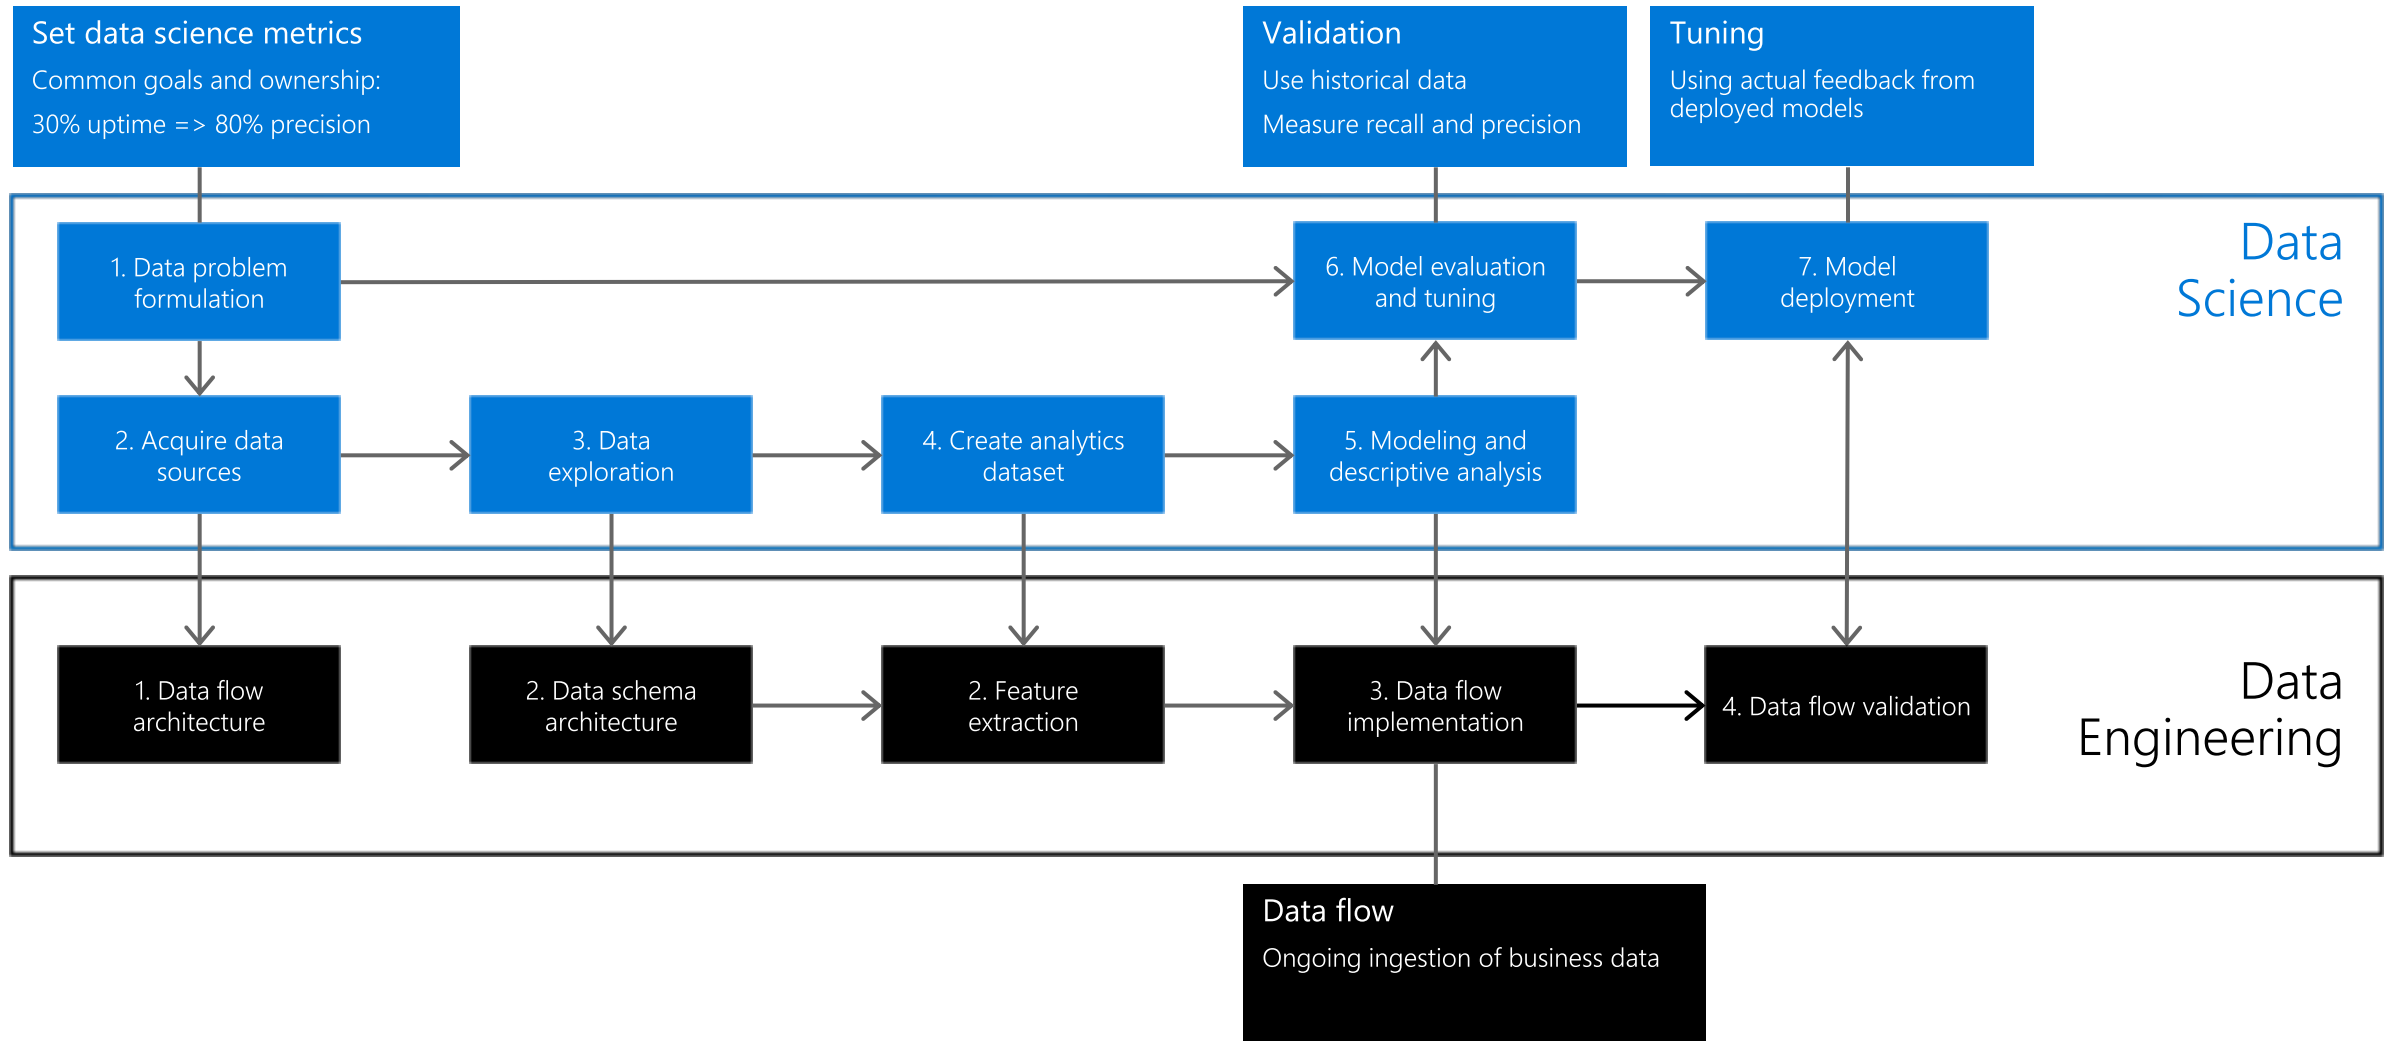 Set data science metrics
Common goals and ownership:
30% uptime => 80% precision
Validation
Use historical data
Measure recall and precision
Tuning
Using actual feedback from
deployed models
Data
Science
1. Data problem
formulation
6. Model evaluation
and tuning
7. Model
deployment
2. Acquire data
sources
3. Data
exploration
4. Create analytics
dataset
5. Modeling and
descriptive analysis
1. Data flow
architecture
2. Data schema
architecture
2. Feature
extraction
3. Data flow
implementation
4. Data flow validation
Data
Engineering
Data flow
Ongoing ingestion of business data